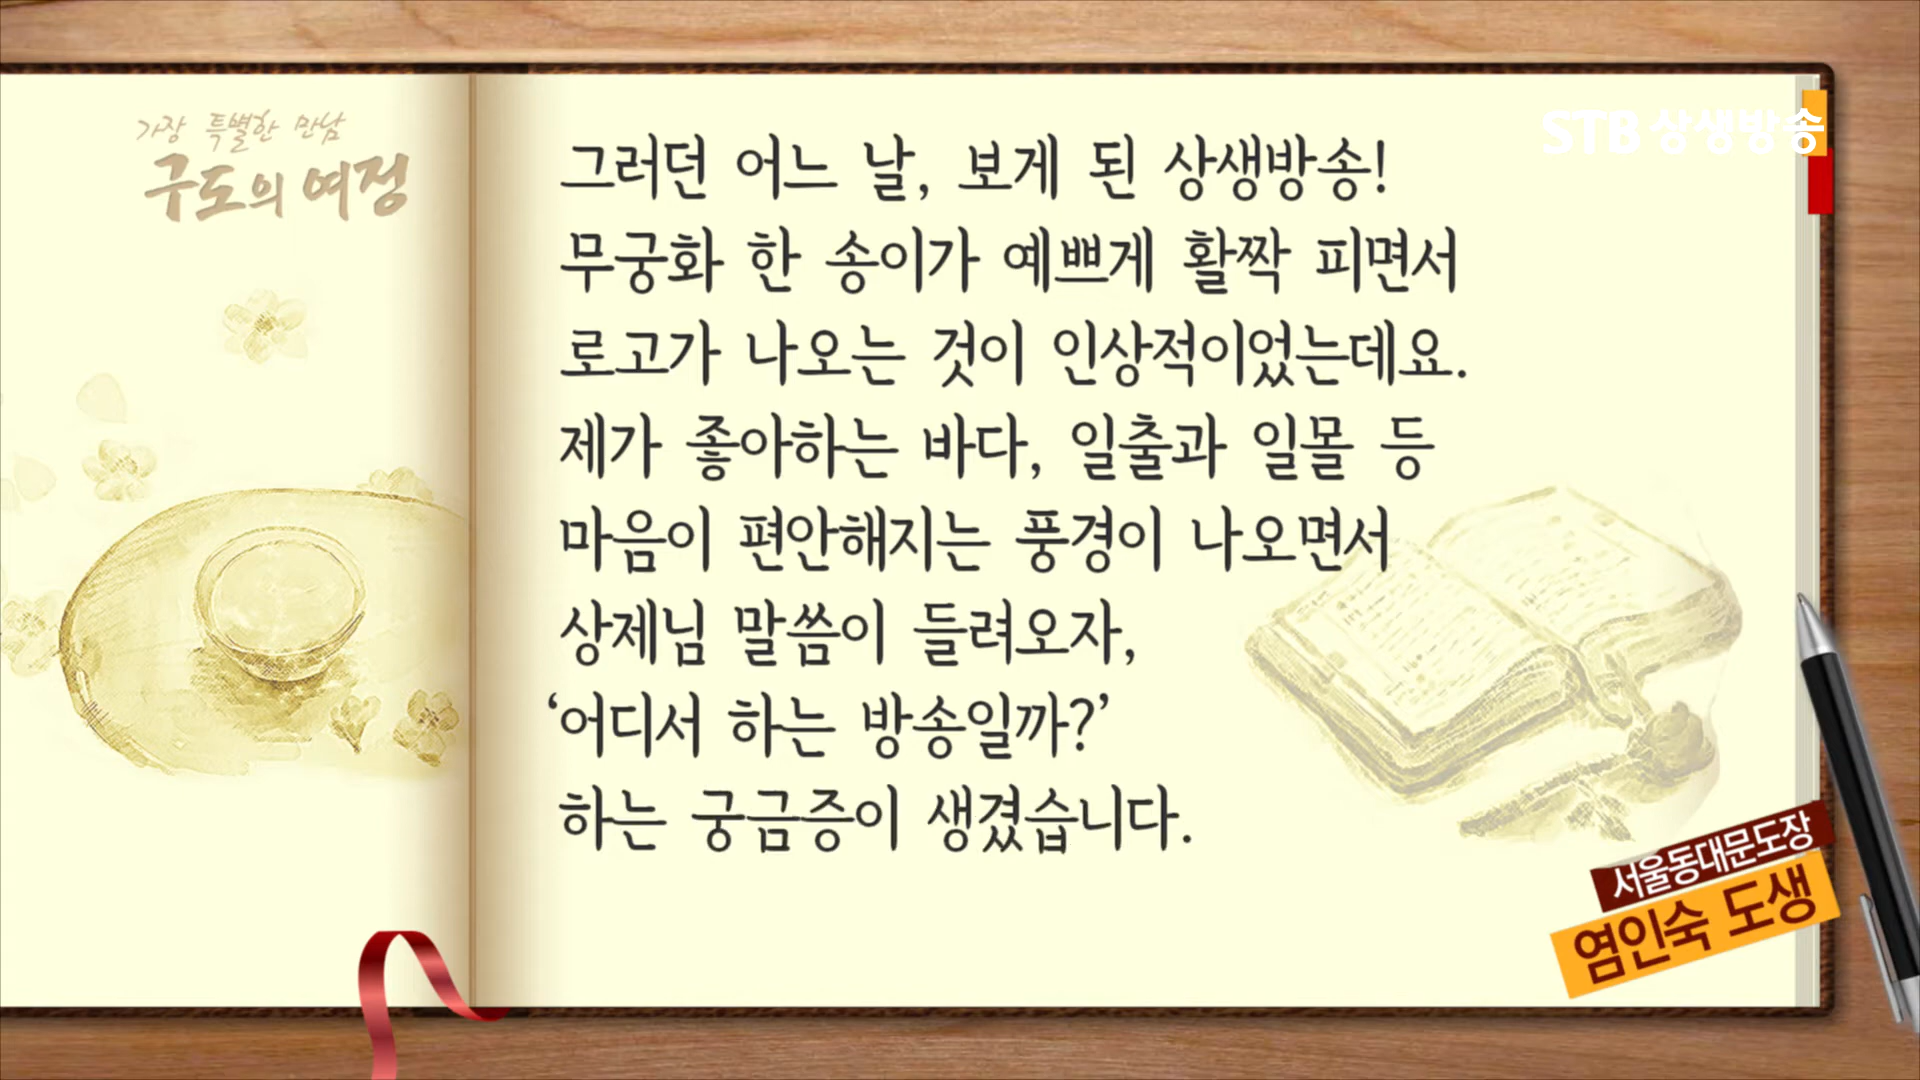 가장 특별한 만남
구도의 여정
STB 상생방송
그러던 어느 날, 보게 된 상생방송!
무궁화 한 송이가 예쁘게 활짝 피면서
로고가 나오는 것이 인상적이었는데요.
제가 좋아하는 바다, 일출과 일몰 등
마음이 편안해지는 풍경이 나오면서
상제님 말씀이 들려오자,
‘어디서 하는 방송일까?’
하는 궁금증이 생겼습니다.
서울동대문도장
염인숙 도생